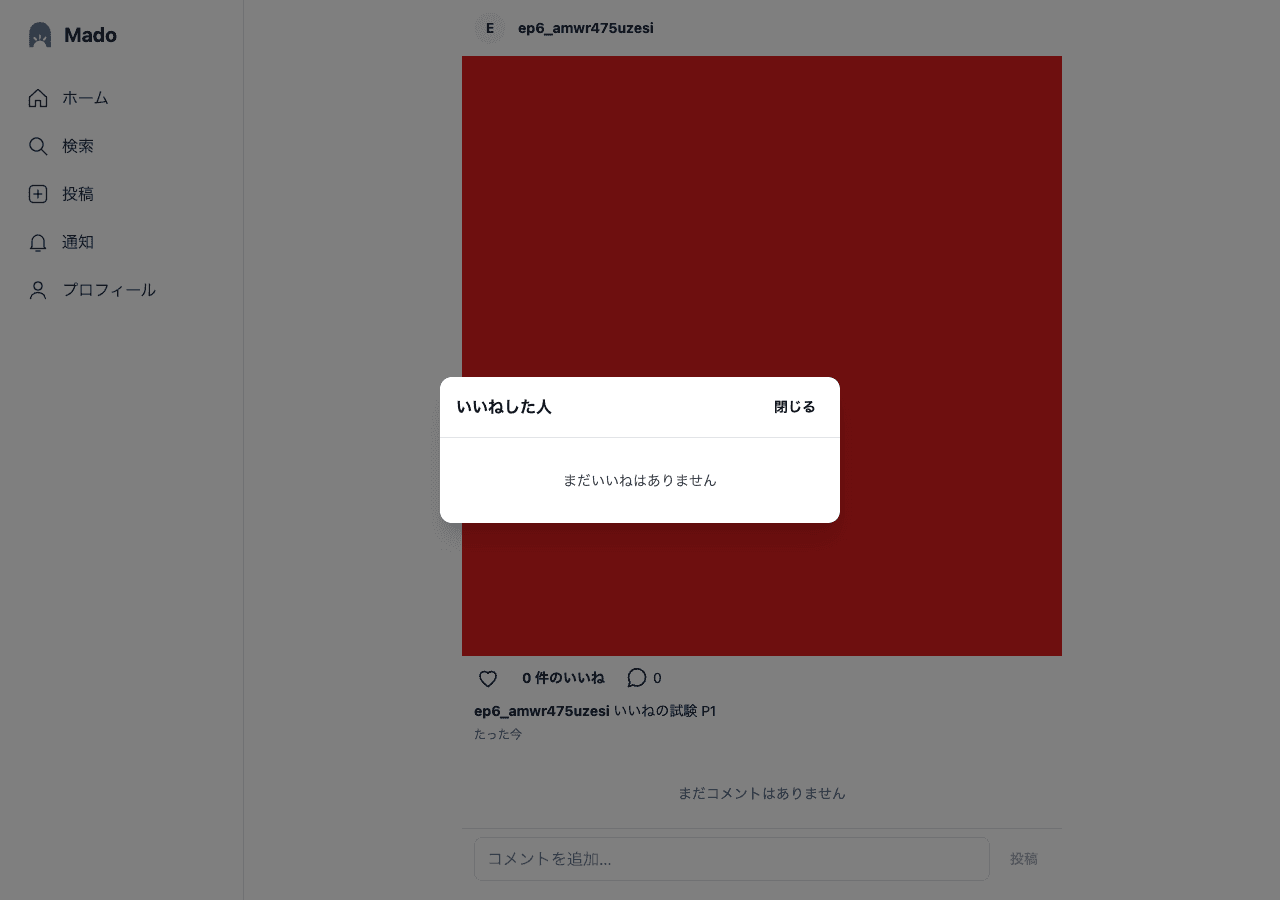 Mado
ホーム
検索
投稿
通知
プロフィール
E
ep6_amwr475uzesi
いいねした人
閉じる
まだいいねはありません
0 件のいいね
0
ep6_amwr475uzesi いいねの試験 P1
たった今
まだコメントはありません
コメントを追加...
投稿